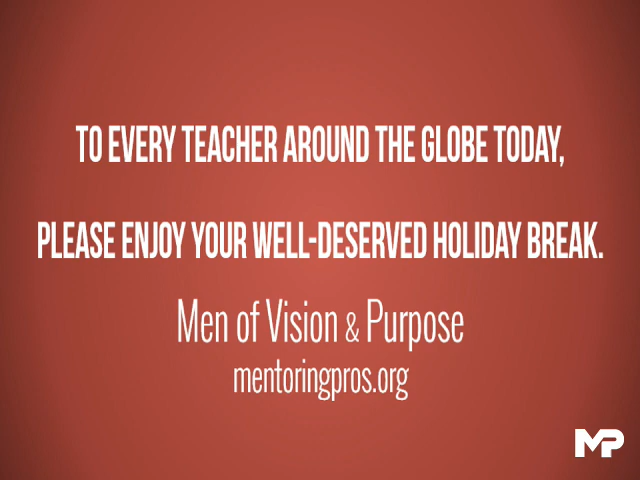 TO EVERY TEACHER AROUND THE GLOBE TODAY,
PLEASE ENJOY YOUR WELL-DESERVED HOLIDAY BREAK.
Men of Vision & Purpose
mentoringpros.org
MP